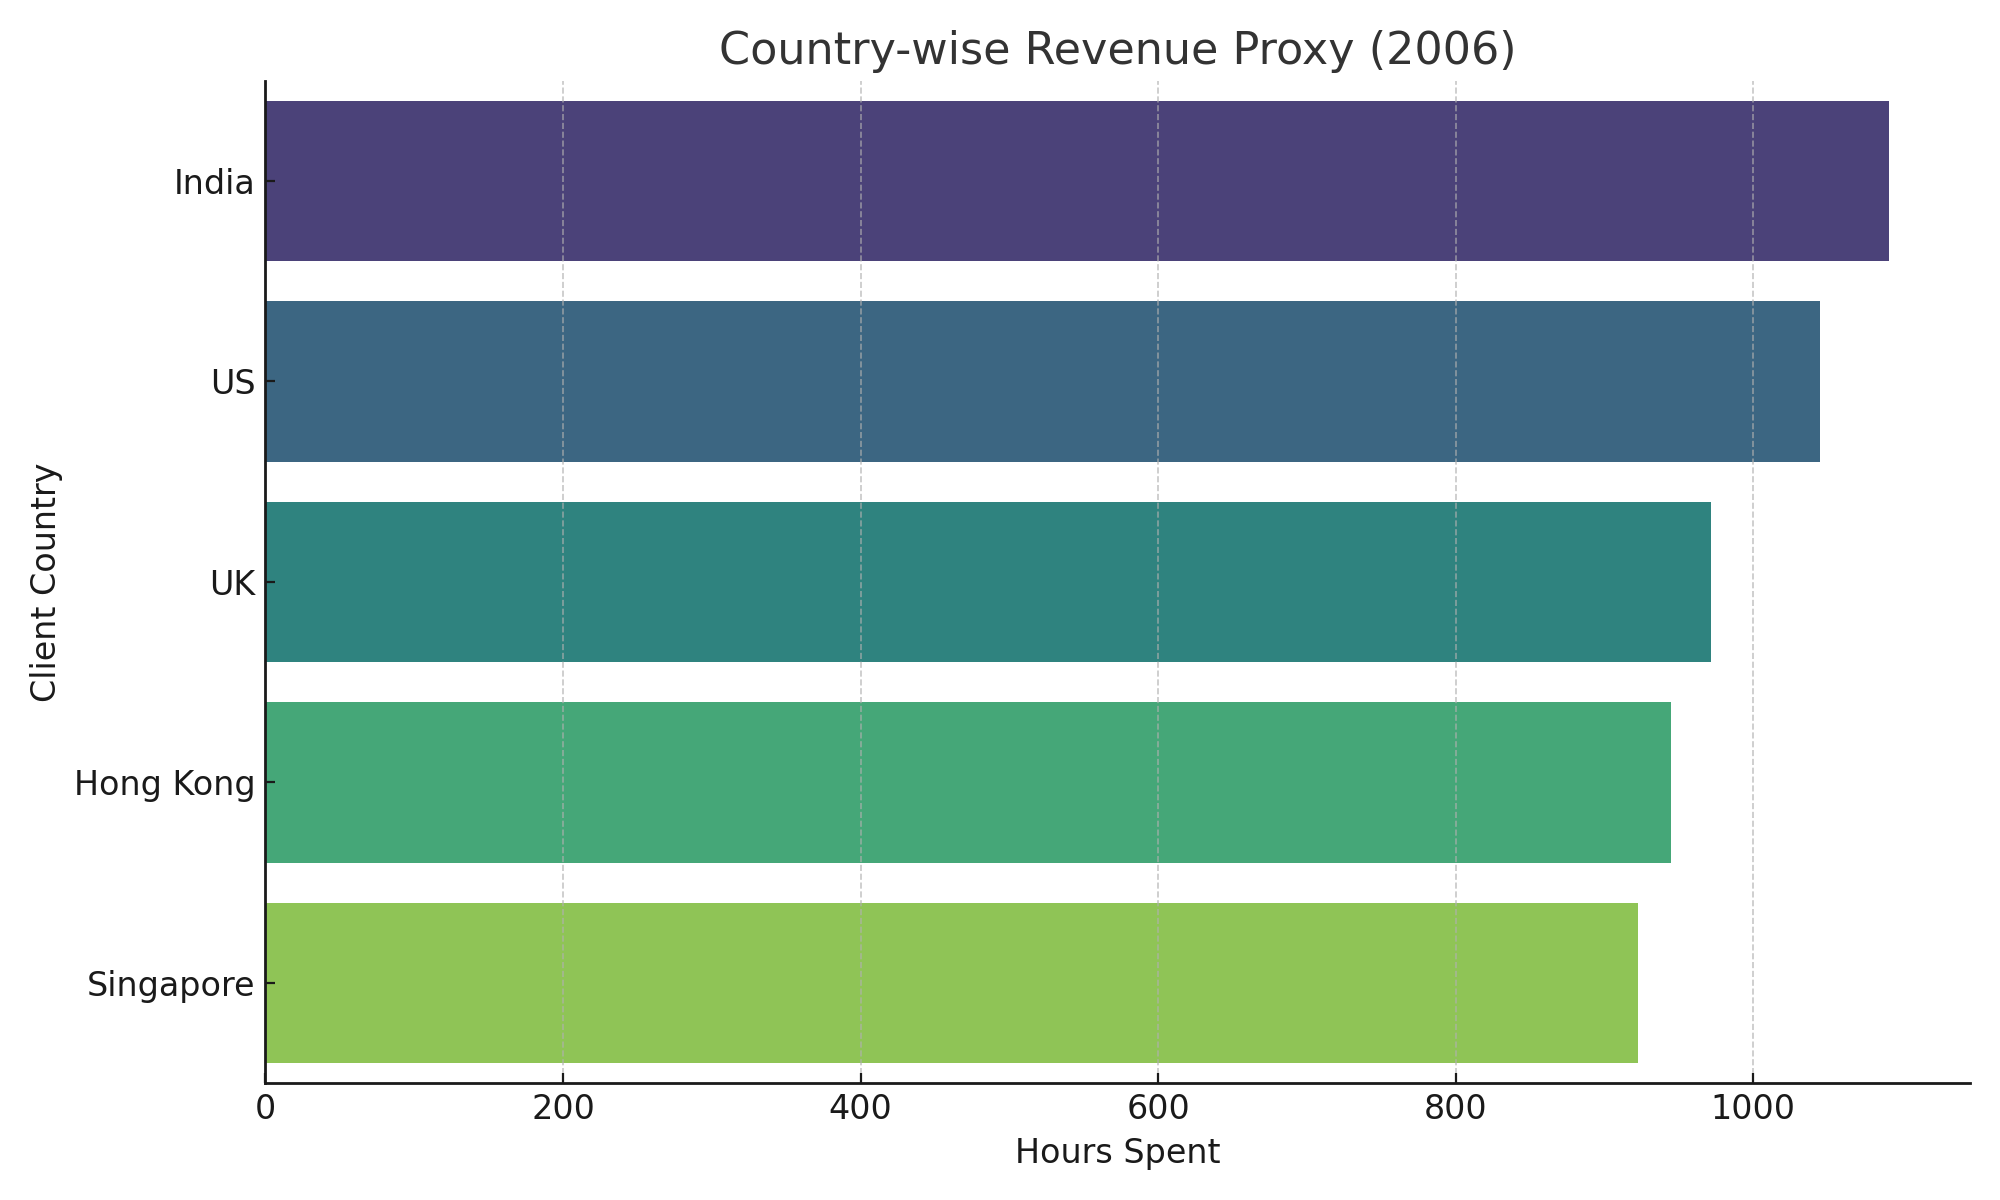 Country-wise Revenue Proxy (2006)
Client Country
India
US
UK
Hong Kong
Singapore
0 200 400 600 800 1000
Hours Spent